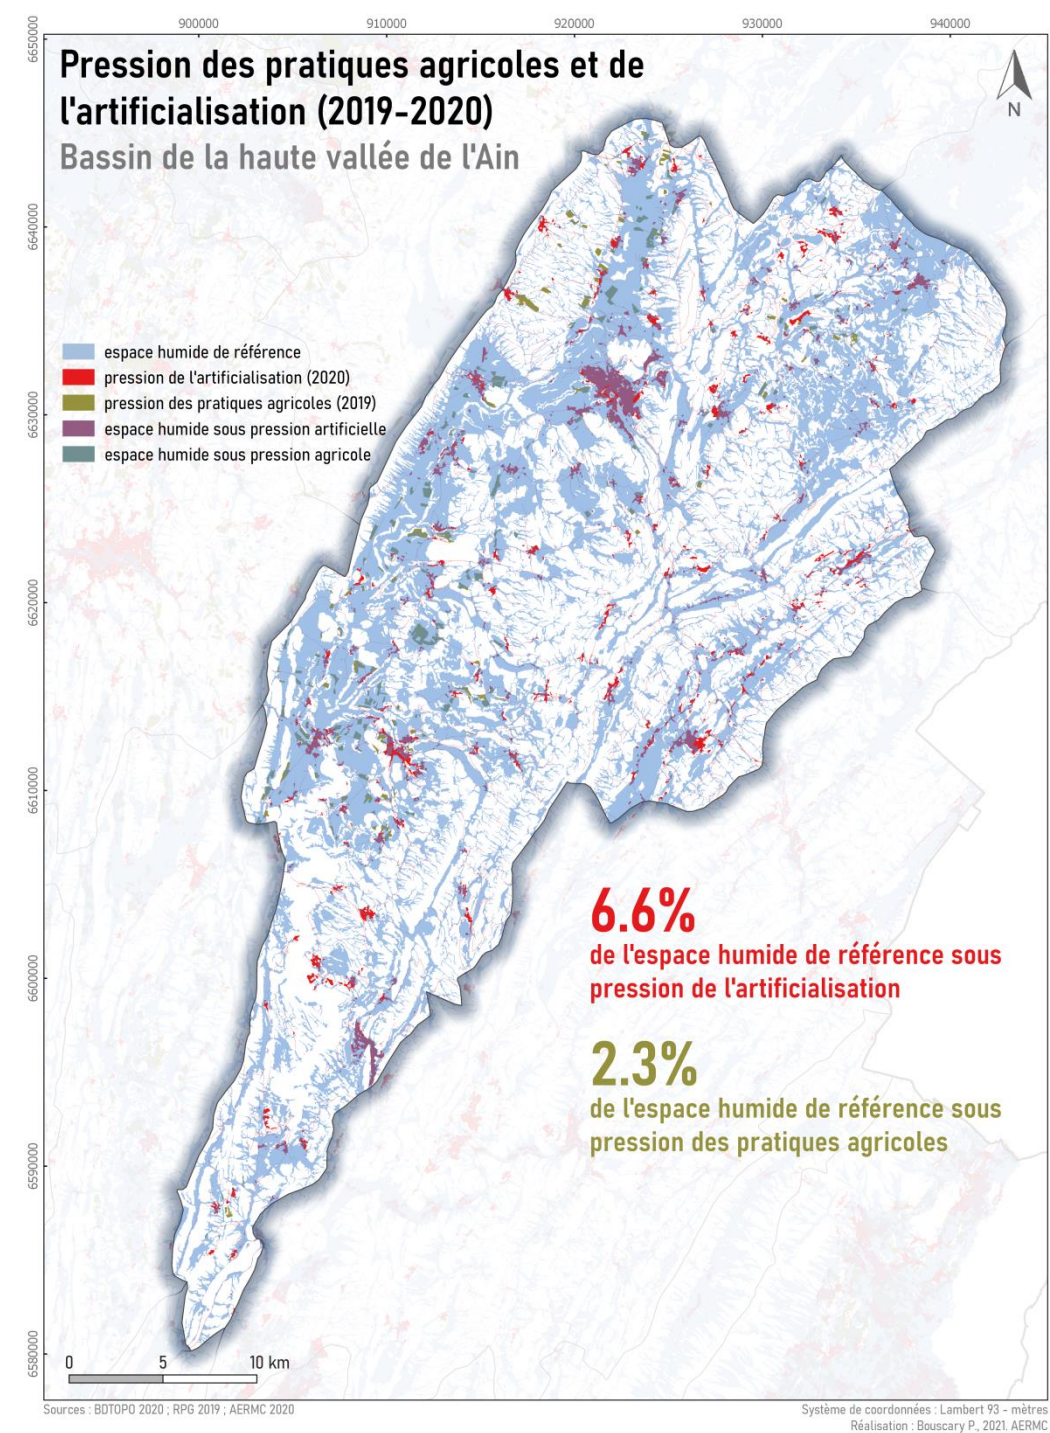 900000
910000
920000
930000
940000
6650000
Pression des pratiques agricoles et de
l'artificialisation (2019-2020)
Bassin de la haute vallée de l'Ain
N
6640000
espace humide de référence
pression de l'artificialisation (2020)
pression des pratiques agricoles (2019)
espace humide sous pression artificielle
espace humide sous pression agricole
6630000
6620000
6610000
6.6%
de l'espace humide de référence sous
pression de l'artificialisation
6600000
2.3%
de l'espace humide de référence sous
pression des pratiques agricoles
6590000
6580000
0 5 10 km
Sources : BDTOPO 2020 ; RPG 2019 ; AERMC 2020
Système de coordonnées : Lambert 93 - mètres
Réalisation : Bouscary P., 2021. AERMC